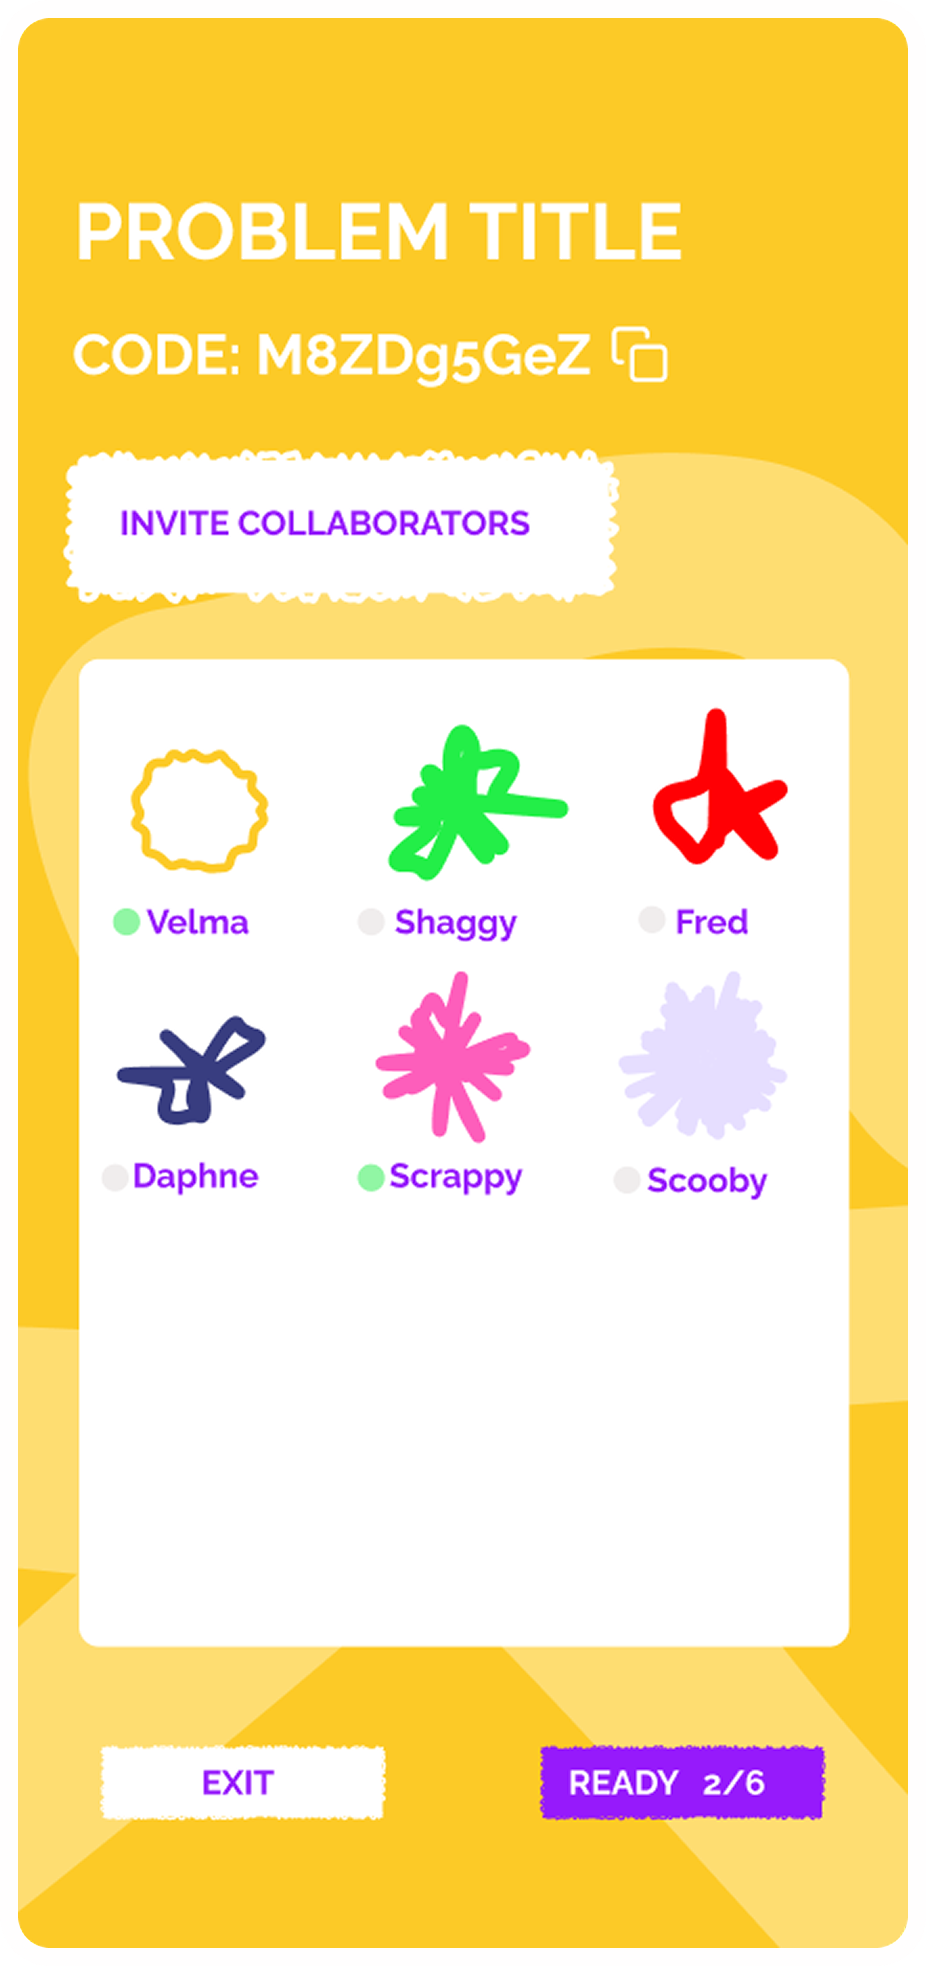 PROBLEM TITLE
CODE: M8ZDg5GeZ
INVITE COLLABORATORS
Velma Shaggy Fred
Daphne Scrappy Scooby
EXIT READY 2/6